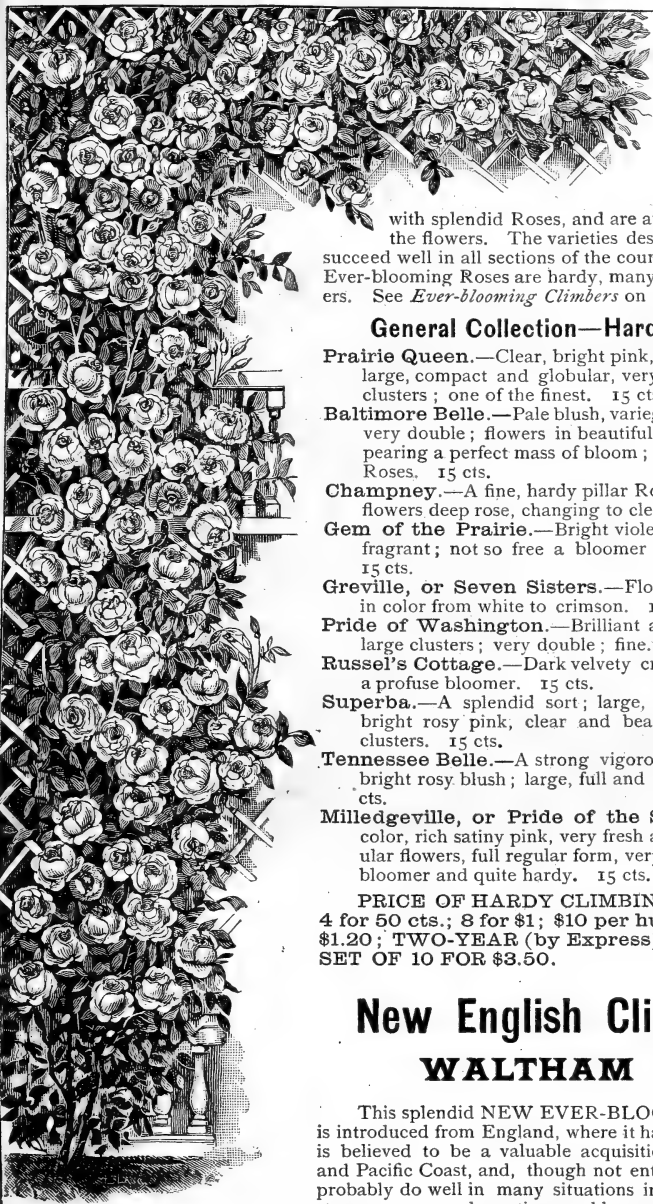 with splendid Roses, and are a
the flowers. The varieties des
succeed well in all sections of the cour
Ever-blooming Roses are hardy, many
ers. See Ever-blooming Climbers on
General Collection—Hard
Prairie Queen.—Clear, bright pink,
large, compact and globular, very
clusters ; one of the finest. 15 ct
Baltimore Belle.—Pale blush, varie
very double ; flowers in beautiful
pearing a perfect mass of bloom ;
Roses. 15 cts.
Champney.—A fine, hardy pillar Ro
flowers deep rose, changing to cle
Gem of the Prairie.—Bright viole
fragrant ; not so free a bloomer
15 cts.
Greville, or Seven Sisters.—Flo
in color from white to crimson. 1
Pride of Washington.—Brilliant a
large clusters ; very double ; fine.
Russel's Cottage.—Dark velvety cr
a profuse bloomer. 15 cts.
Superba.—A splendid sort ; large,
bright rosy pink, clear and bea
clusters. 15 cts.
Tennessee Belle.—A strong vigoro
bright rosy blush ; large, full and
cts.
Milledgeville, or Pride of the S
color, rich satiny pink, very fresh a
ular flowers, full regular form, ver
bloomer and quite hardy. 15 cts.
PRICE OF HARDY CLIMBIN
4 for 50 cts.; 8 for $1; $10 per hu
$1.20; TWO-YEAR (by Express
SET OF 10 FOR $3.50.
New English Cli
WALTHAM
This splendid NEW EVER-BLOO
is introduced from England, where it ha
is believed to be a valuable acquisiti
and Pacific Coast, and, though not ent
probably do well in many situations in